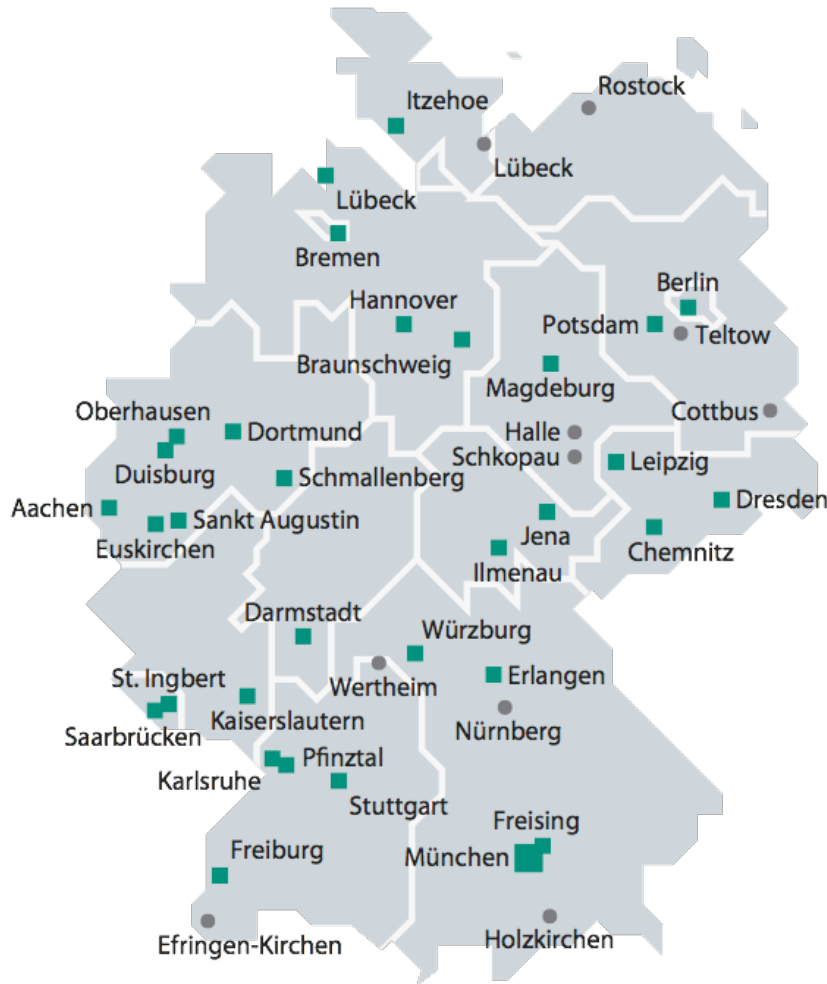 Itzehoe
Rostock
Lübeck
Lübeck
Bremen
Hannover
Berlin
Potsdam
Teltow
Braunschweig
Magdeburg
Oberhausen
Dortmund
Halle
Cottbus
Duisburg
Schmallenberg
Schkopau
Leipzig
Aachen
Sankt Augustin
Dresden
Euskirchen
Jena
Chemnitz
Ilmenau
Darmstadt
Würzburg
St. Ingbert
Wertheim
Erlangen
Saarbrücken
Kaiserslautern
Nürnberg
Karlsruhe
Pfinztal
Stuttgart
Freising
Freiburg
München
Efringen-Kirchen
Holzkirchen